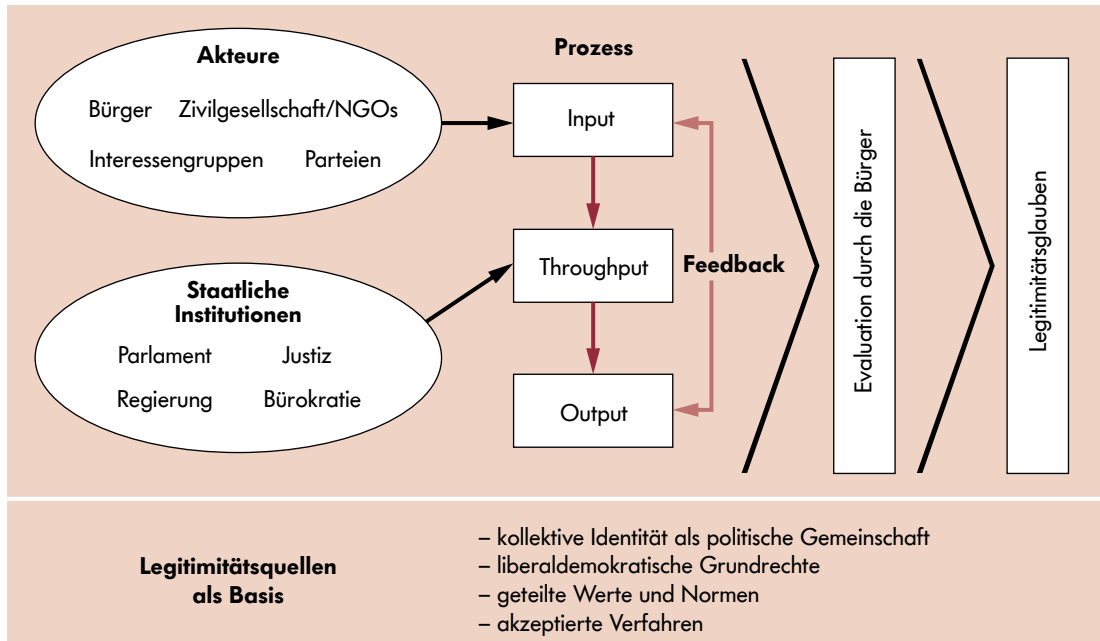 Akteure
Bürger Zivilgesellschaft/NGOs
Interessengruppen Parteien
Staatliche
Institutionen
Parlament Justiz
Regierung Bürokratie
Prozess
Input
Throughput
Feedback
Output
Evaluation durch die Bürger
Legitimitätsglauben
Legitimitätsquellen
als Basis
– kollektive Identität als politische Gemeinschaft
– liberaldemokratische Grundrechte
– geteilte Werte und Normen
– akzeptierte Verfahren